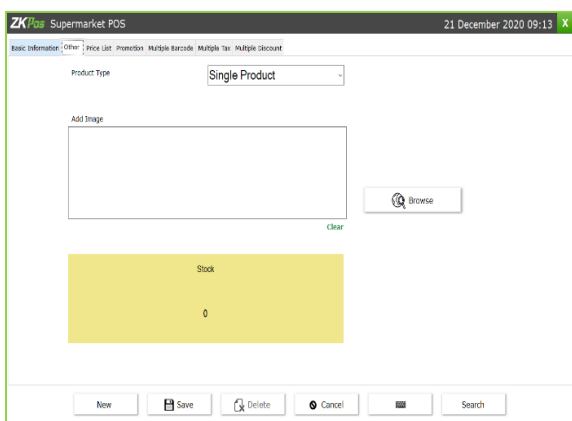 ZKPos Supermarket POS 21 December 2020 09:13 X
Basic Information Other Price List Promotion Multiple Barcode Multiple Tax Multiple Discount
Product Type Single Product
Add Image
Browse
Clear
Stock
0
New Save Delete Cancel Search